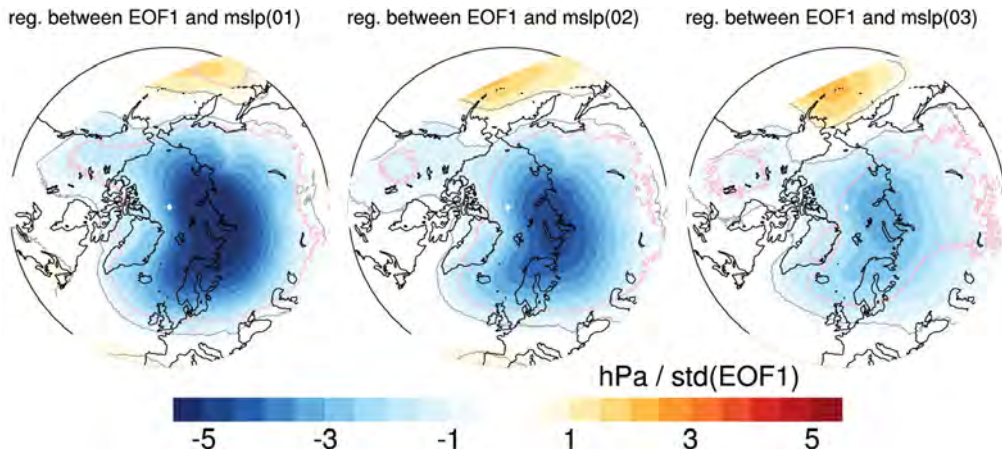 reg. between EOF1 and mslp(01) reg. between EOF1 and mslp(02) reg. between EOF1 and mslp(03)
hPa / std(EOF1)
-5 -3 -1 1 3 5